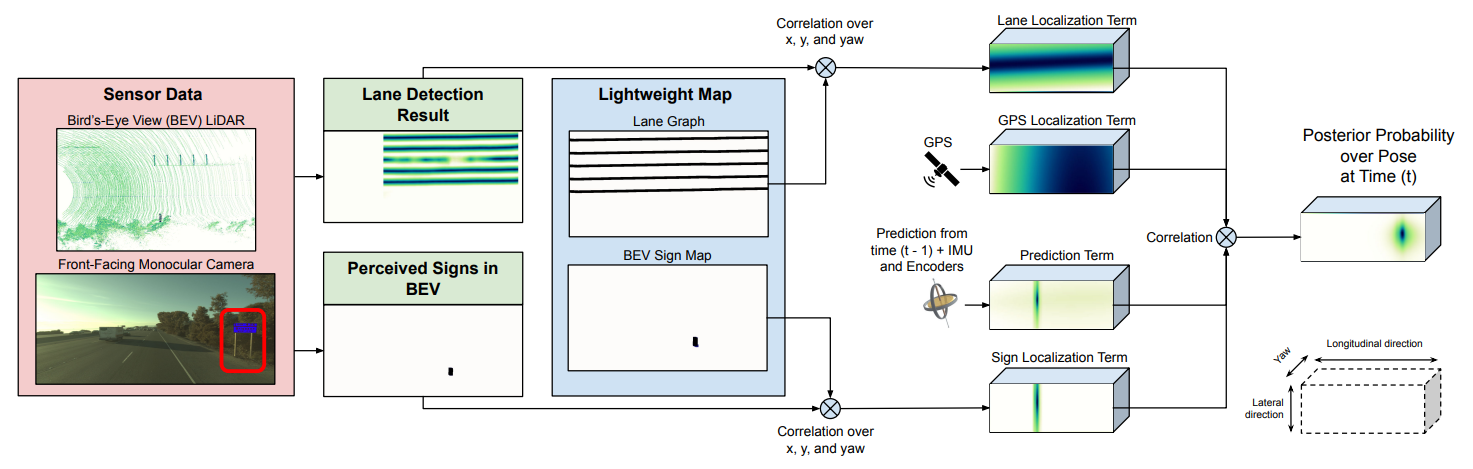 Sensor Data
Bird's-Eye View (BEV) LiDAR
Front-Facing Monocular Camera
Lane Detection
Result
Perceived Signs in
BEV
Lightweight Map
Lane Graph
BEV Sign Map
Correlation over
x, y, and yaw
Correlation over
x, y, and yaw
Lane Localization Term
GPS
GPS Localization Term
Prediction from
time (t - 1) + IMU
and Encoders
Prediction Term
Sign Localization Term
Correlation
Posterior Probability
over Pose
at Time (t)
Yaw
Longitudinal direction
Lateral
direction